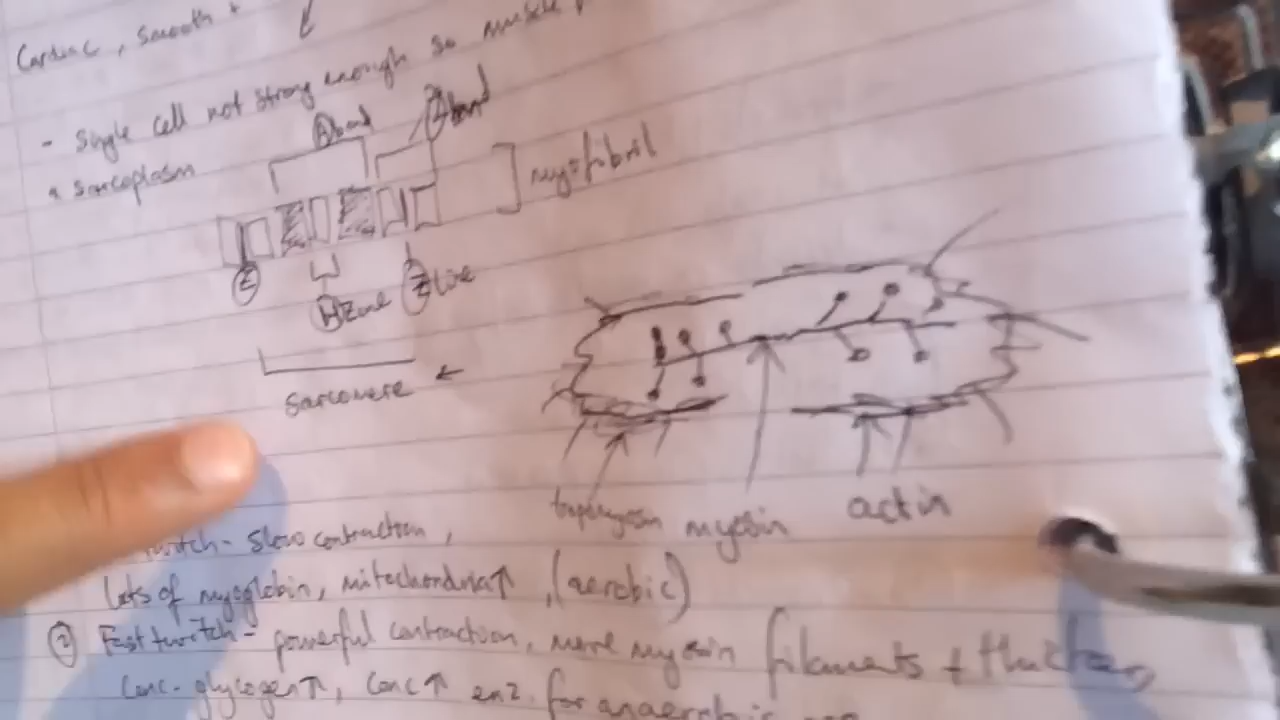 Cardiac, smooth +
- Single cell not strong enough so muscle
A band
I band
* sarcoplasm
myofibril
Z
H Zone
Z line
sarcomere ←
tropomyosin myosin actin
twitch - slow contraction,
lots of myoglobin, mitochondria↑, (aerobic)
② Fast twitch - powerful contraction, more myosin filaments + thicker,
conc. glycogen↑, conc↑ enz. for anaerobic